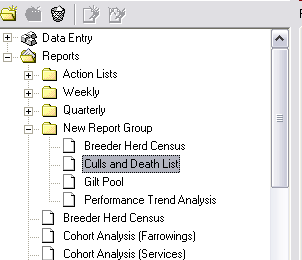 Data Entry
Reports
Action Lists
Weekly
Quarterly
New Report Group
Breeder Herd Census
Culls and Death List
Gilt Pool
Performance Trend Analysis
Breeder Herd Census
Cohort Analysis (Farrowings)
Cohort Analysis (Services)